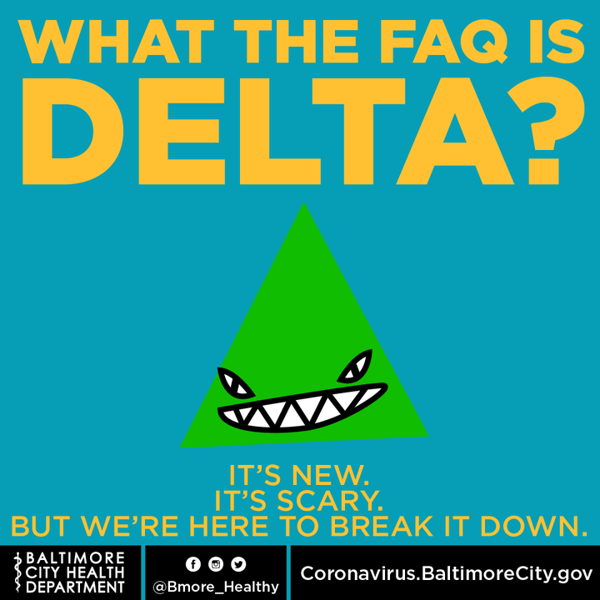 WHAT THE FAQ IS
DELTA?
IT'S NEW.
IT'S SCARY.
BUT WE'RE HERE TO BREAK IT DOWN.
BALTIMORE
CITY HEALTH
DEPARTMENT
@Bmore_Healthy
Coronavirus.BaltimoreCity.gov